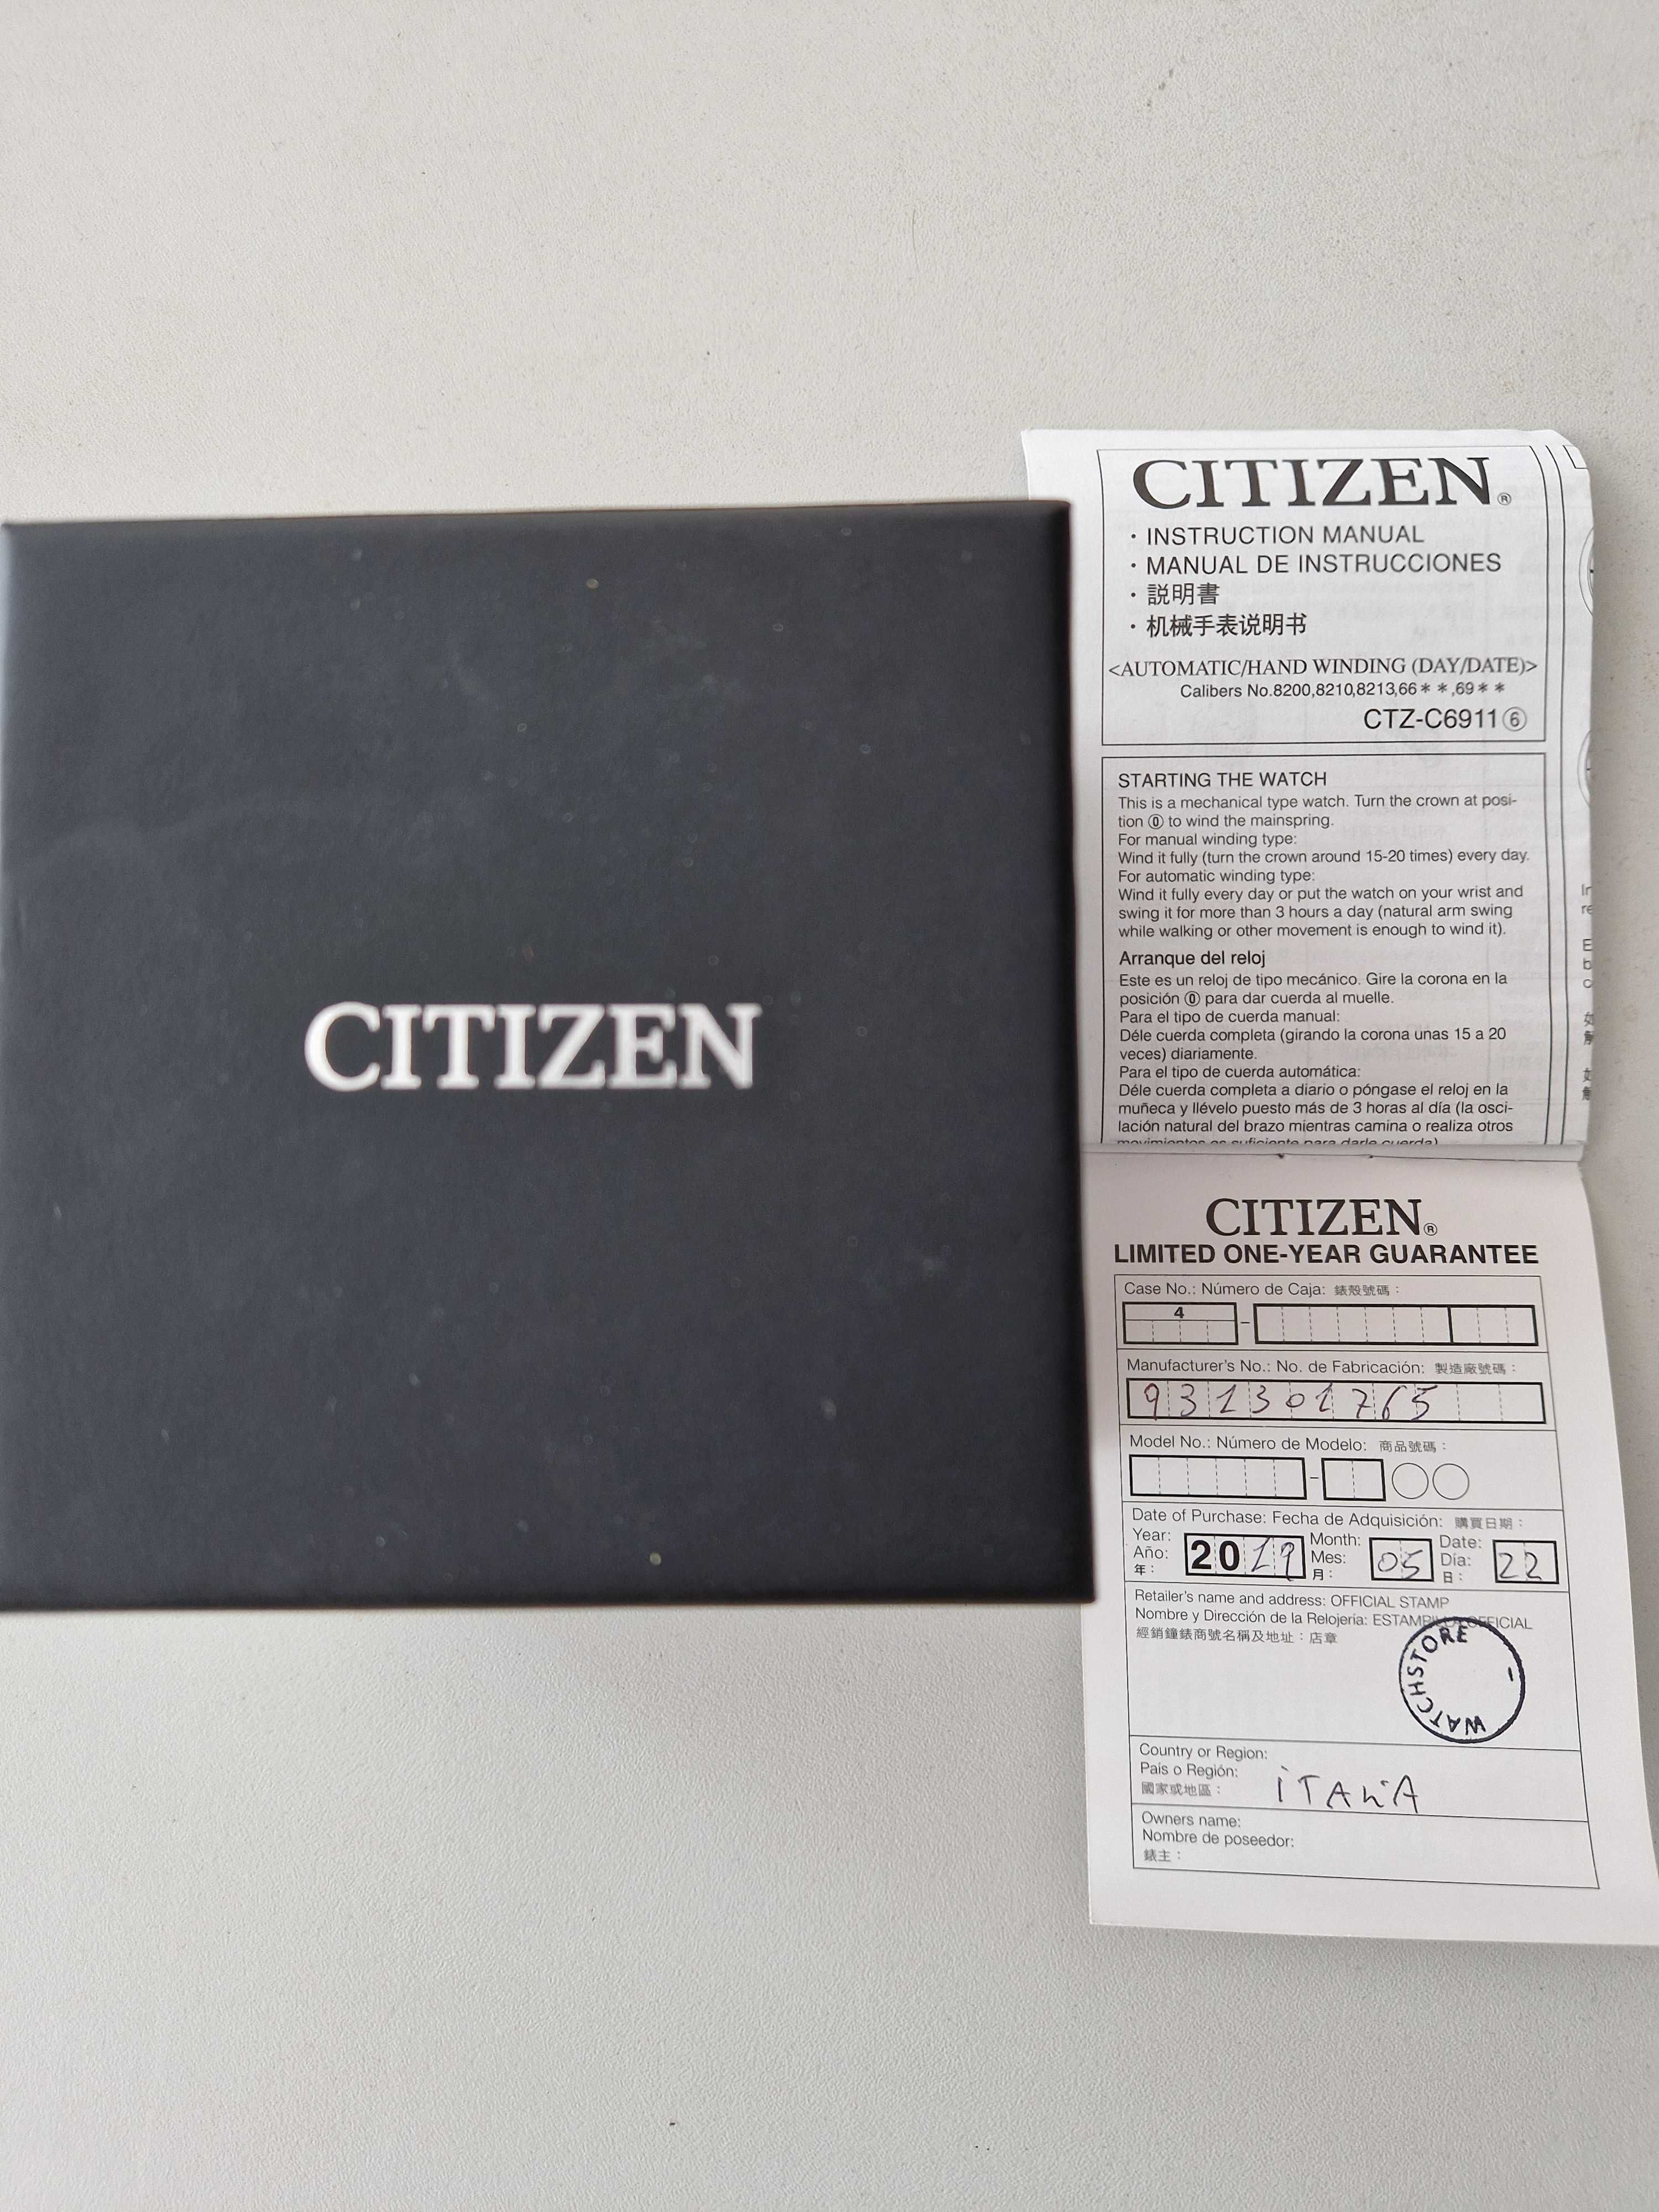 CITIZEN
CITIZEN®
· INSTRUCTION MANUAL
· MANUAL DE INSTRUCCIONES
· 説明書
· 机械手表说明书
<AUTOMATIC/HAND WINDING (DAY/DATE)>
Calibers No.8200,8210,8213,66＊＊,69＊＊
CTZ-C6911⑥
STARTING THE WATCH
This is a mechanical type watch. Turn the crown at posi-
tion ⓪ to wind the mainspring.
For manual winding type:
Wind it fully (turn the crown around 15-20 times) every day.
For automatic winding type:
Wind it fully every day or put the watch on your wrist and
swing it for more than 3 hours a day (natural arm swing
while walking or other movement is enough to wind it).
Arranque del reloj
Este es un reloj de tipo mecánico. Gire la corona en la
posición ⓪ para dar cuerda al muelle.
Para el tipo de cuerda manual:
Déle cuerda completa (girando la corona unas 15 a 20
veces) diariamente.
Para el tipo de cuerda automática:
Déle cuerda completa a diario o póngase el reloj en la
muñeca y llévelo puesto más de 3 horas al día (la osci-
lación natural del brazo mientras camina o realiza otros
movimientos es suficiente para darle cuerda)
CITIZEN®
LIMITED ONE-YEAR GUARANTEE
Case No.: Número de Caja: 錶殼號碼：
4
-
Manufacturer's No.: No. de Fabricación: 製造廠號碼：
931301765
Model No.: Número de Modelo: 商品號碼：
-
Date of Purchase: Fecha de Adquisición: 購買日期：
Year: Año: 年： 2019 Month: Mes: 月： 05 Date: Día: 日： 22
Retailer's name and address: OFFICIAL STAMP
Nombre y Dirección de la Relojería: ESTAMPILLA OFFICIAL
經銷鐘錶商號名稱及地址：店章
WATCHSTORE -
Country or Region:
Pais o Región:
國家或地區：
ITALIA
Owners name:
Nombre de poseedor:
錶主：